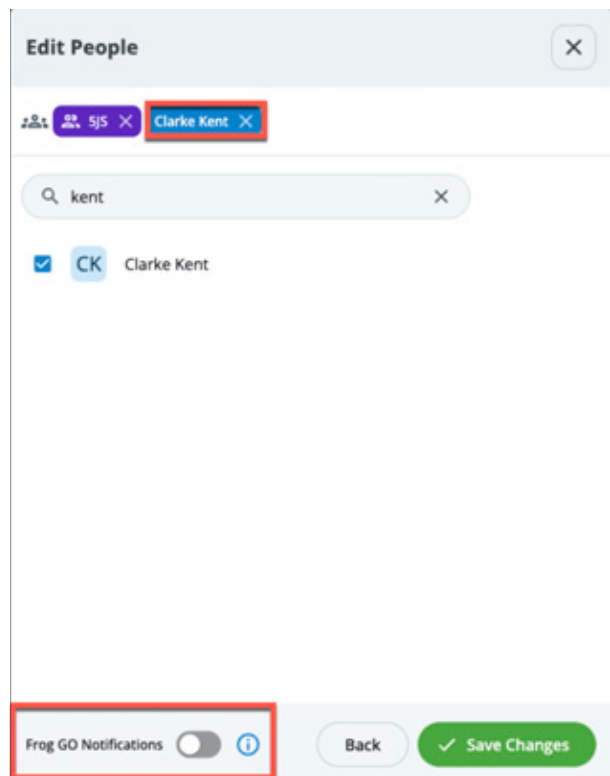 Edit People
5JS
Clarke Kent
kent
CK Clarke Kent
Frog GO Notifications
Back
Save Changes